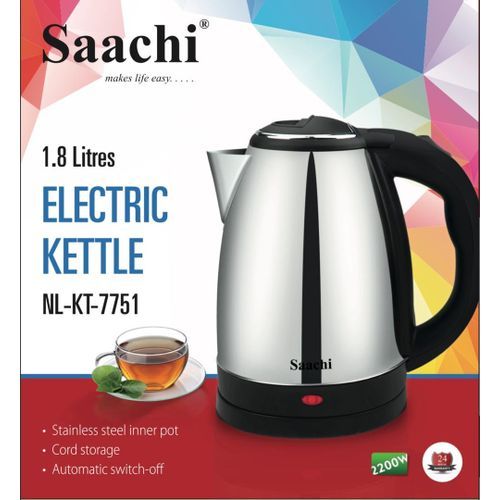 Saachi®
makes life easy. . . . .
1.8 Litres
ELECTRIC
KETTLE
NL-KT-7751
Saachi
• Stainless steel inner pot
• Cord storage
• Automatic switch-off
2200W
24
WARRANTY